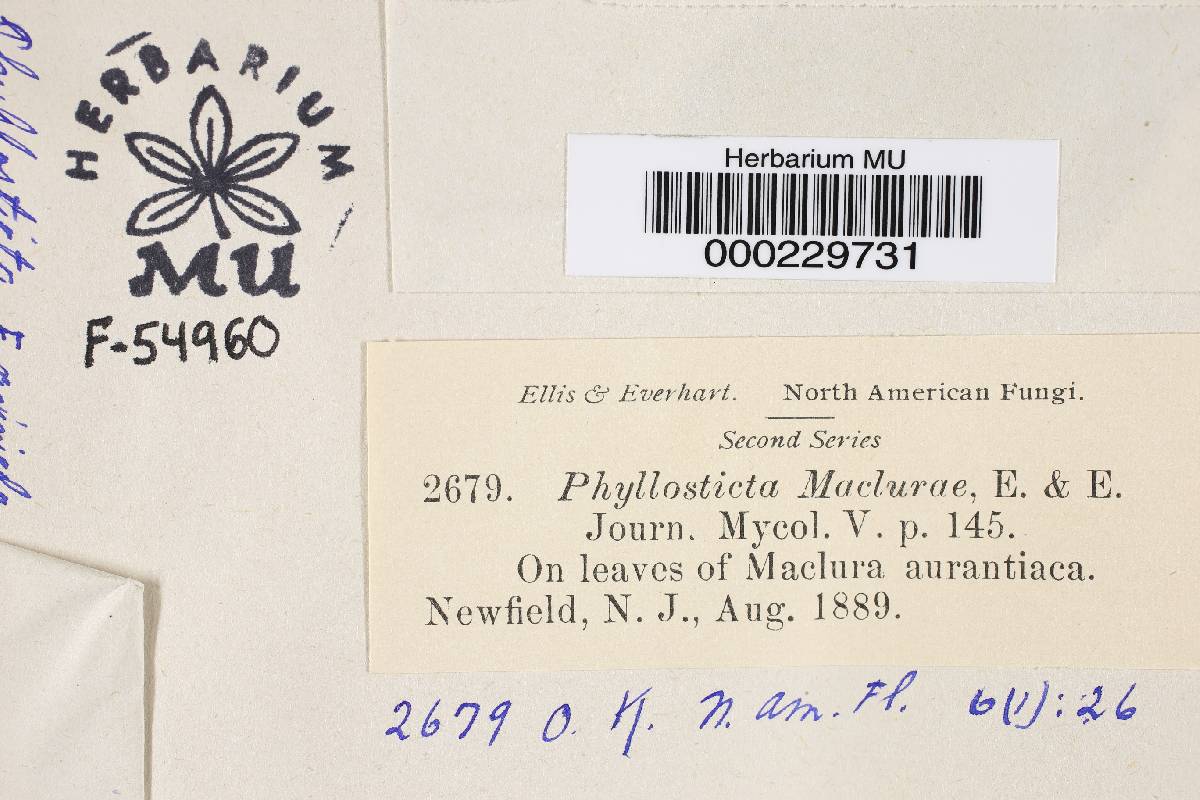 HERBARIUM
MU
F-54960
Herbarium MU
000229731
Ellis & Everhart. North American Fungi.
Second Series
2679. Phyllosticta Maclurae, E. & E.
Journ. Mycol. V. p. 145.
On leaves of Maclura aurantiaca.
Newfield, N. J., Aug. 1889.
2679 O. K. N. Am. Fl. 6(1):26
Phyllosticta